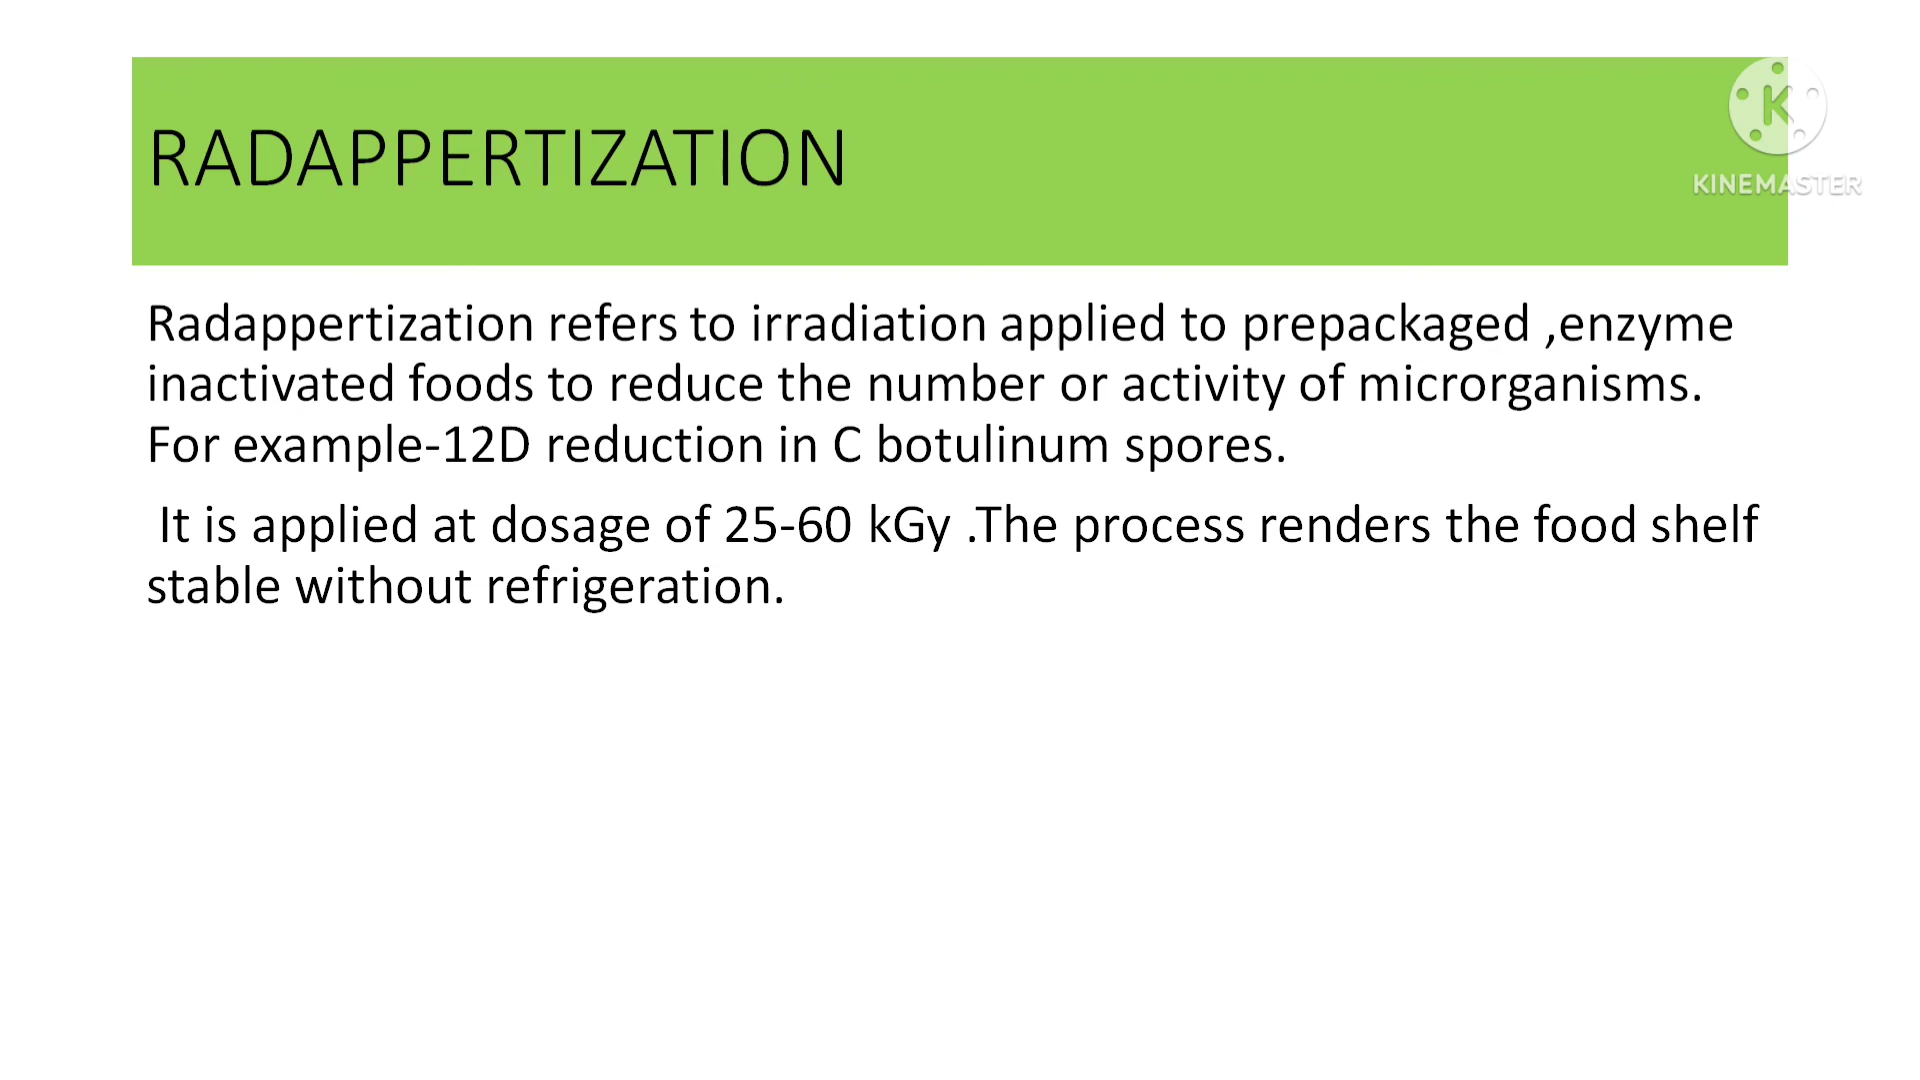 RADAPPERTIZATION
K
KINEMASTER
Radappertization refers to irradiation applied to prepackaged ,enzyme
inactivated foods to reduce the number or activity of microrganisms.
For example-12D reduction in C botulinum spores.
It is applied at dosage of 25-60 kGy .The process renders the food shelf
stable without refrigeration.